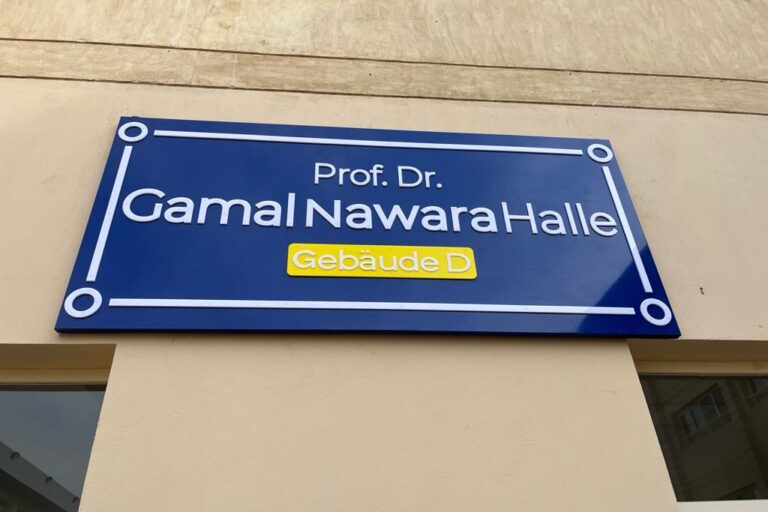 Prof. Dr.
Gamal Nawara Halle
Gebäude D